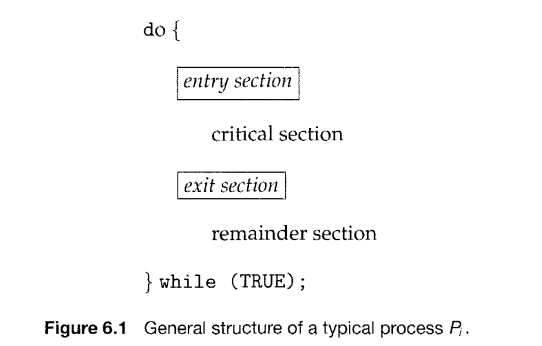 do {
entry section
critical section
exit section
remainder section
} while (TRUE);
Figure 6.1 General structure of a typical process Pi.